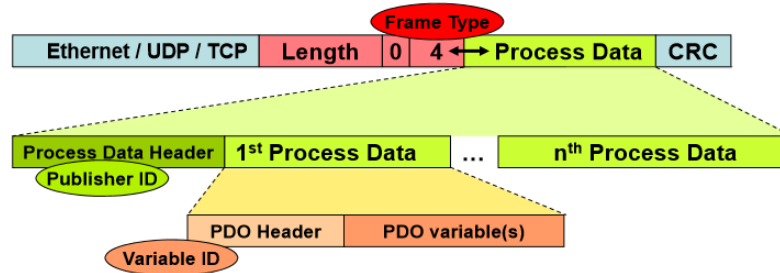 Frame Type
Ethernet / UDP / TCP Length 0 4 Process Data CRC
Process Data Header 1st Process Data ... nth Process Data
Publisher ID
PDO Header PDO variable(s)
Variable ID